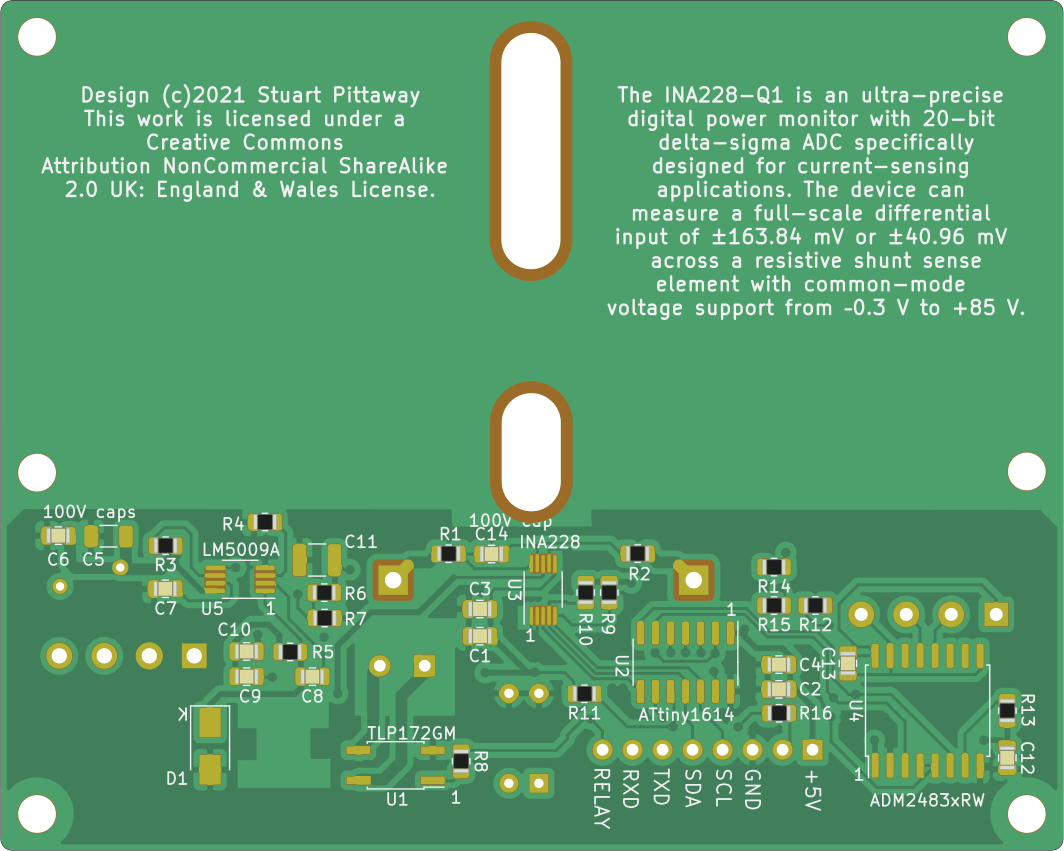 Design (c)2021 Stuart Pittaway
This work is licensed under a
Creative Commons
Attribution NonCommercial ShareAlike
2.0 UK: England & Wales License.
The INA228-Q1 is an ultra-precise
digital power monitor with 20-bit
delta-sigma ADC specifically
designed for current-sensing
applications. The device can
measure a full-scale differential
input of ±163.84 mV or ±40.96 mV
across a resistive shunt sense
element with common-mode
voltage support from -0.3 V to +85 V.
100V caps
R4
100V cap
C6
C5
R3
LM5009A
C11
R1
C14
INA228
R2
R14
C7
U5
1
R6
R7
C3
U3
R10
R9
R15
R12
1
C10
R5
C1
1
U2
C4
C13
C9
C8
R11
ATtiny1614
C2
R16
U4
R13
K
D1
TLP172GM
R8
U1
1
C12
1
ADM2483xRW
RELAY
RXD
TXD
SDA
SCL
GND
+5V